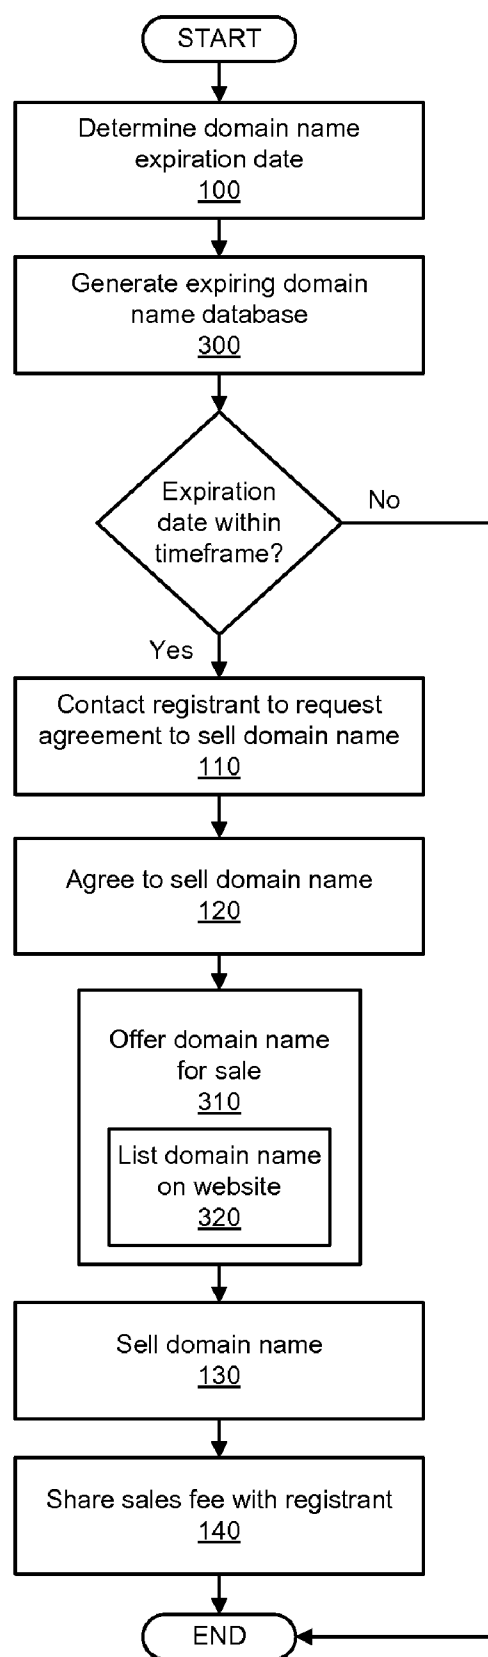 START
Determine domain name
expiration date
100
Generate expiring domain
name database
300
Expiration
date within
timeframe?
No
Yes
Contact registrant to request
agreement to sell domain name
110
Agree to sell domain name
120
Offer domain name
for sale
310
List domain name
on website
320
Sell domain name
130
Share sales fee with registrant
140
END